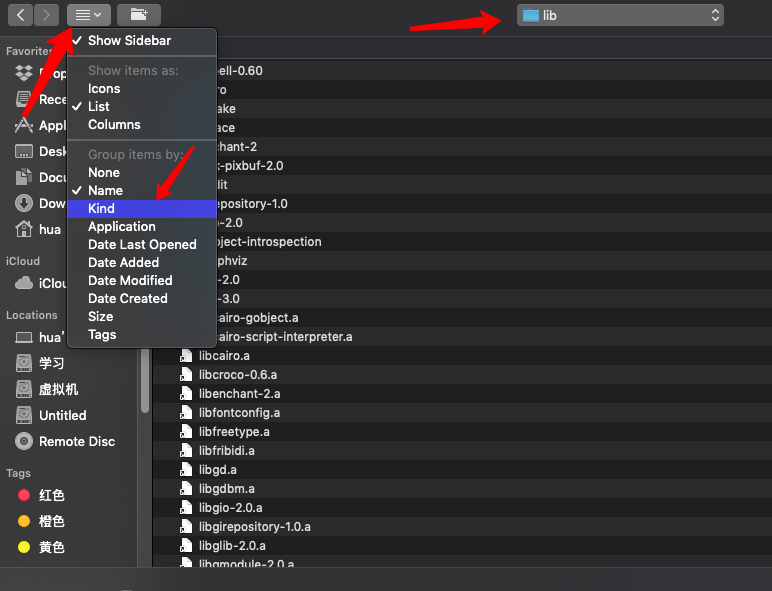 lib
Show Sidebar
Show items as:
Icons
List
Columns
Group items by:
None
Name
Kind
Application
Date Last Opened
Date Added
Date Modified
Date Created
Size
Tags
Favorites
Rece
Appl
Desk
Docu
Dow
hua
iCloud
iClou
Locations
hua’
学习
虚拟机
Untitled
Remote Disc
Tags
红色
橙色
黄色
ell-0.60
ro
ake
ace
chant-2
k-pixbuf-2.0
dit
epository-1.0
-2.0
bject-introspection
phviz
-2.0
-3.0
cairo-gobject.a
cairo-script-interpreter.a
libcairo.a
libcroco-0.6.a
libenchant-2.a
libfontconfig.a
libfreetype.a
libfribidi.a
libgd.a
libgdbm.a
libgio-2.0.a
libgirepository-1.0.a
libglib-2.0.a
libgmodule-2.0.a